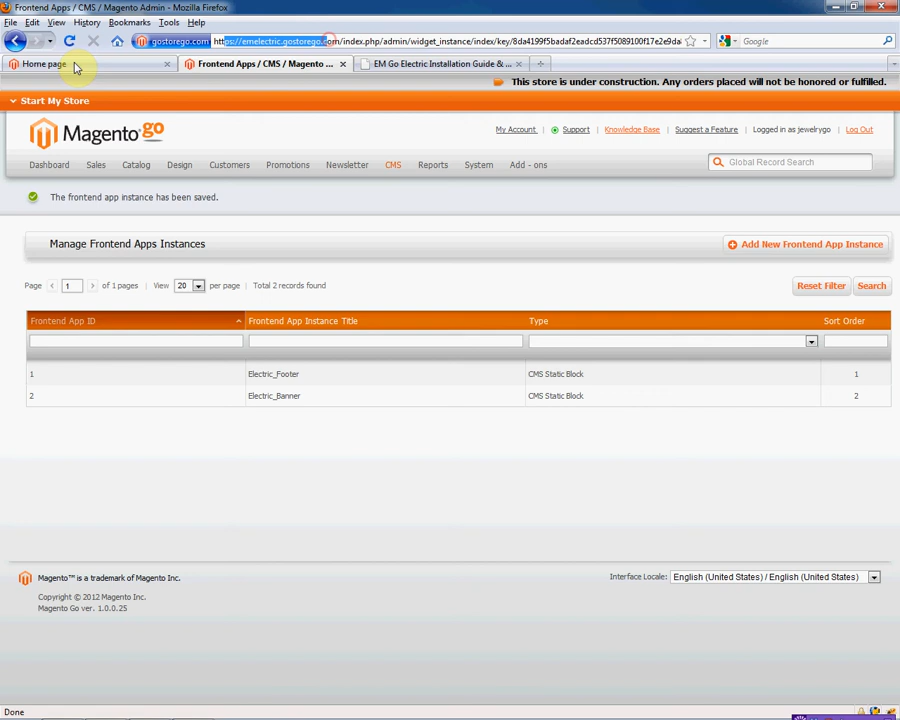 Frontend Apps / CMS / Magento Admin - Mozilla Firefox
File Edit View History Bookmarks Tools Help
gostorego.com https://emelectric.gostorego.com/index.php/admin/widget_instance/index/key/8da4199f5badaf2eadcd537f5089100f17e2e9da Google
Home page × Frontend Apps / CMS / Magento ... × EM Go Electric Installation Guide & ... ×
This store is under construction. Any orders placed will not be honored or fulfilled.
Start My Store
Magento go My Account Support Knowledge Base Suggest a Feature Logged in as jewelrygo Log Out
Dashboard Sales Catalog Design Customers Promotions Newsletter CMS Reports System Add - ons Global Record Search
The frontend app instance has been saved.
Manage Frontend Apps Instances Add New Frontend App Instance
Page 1 of 1 pages | View 20 per page | Total 2 records found Reset Filter Search
Frontend App ID Frontend App Instance Title Type Sort Order
1 Electric_Footer CMS Static Block 1
2 Electric_Banner CMS Static Block 2
Magento™ is a trademark of Magento Inc. Interface Locale: English (United States) / English (United States)
Copyright © 2012 Magento Inc.
Magento Go ver. 1.0.0.25
Done